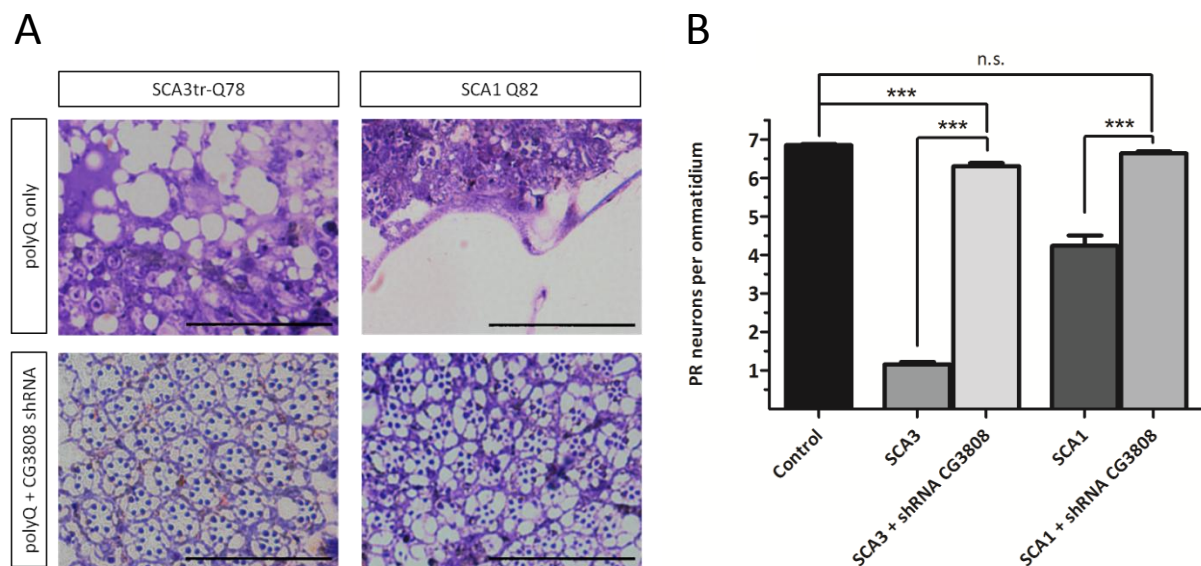 A
SCA3tr-Q78
SCA1 Q82
polyQ only
polyQ + CG3808 shRNA
B
n.s.
***
***
***
PR neurons per ommatidium
7
6
5
4
3
2
1
Control
SCA3
SCA3 + shRNA CG3808
SCA1
SCA1 + shRNA CG3808